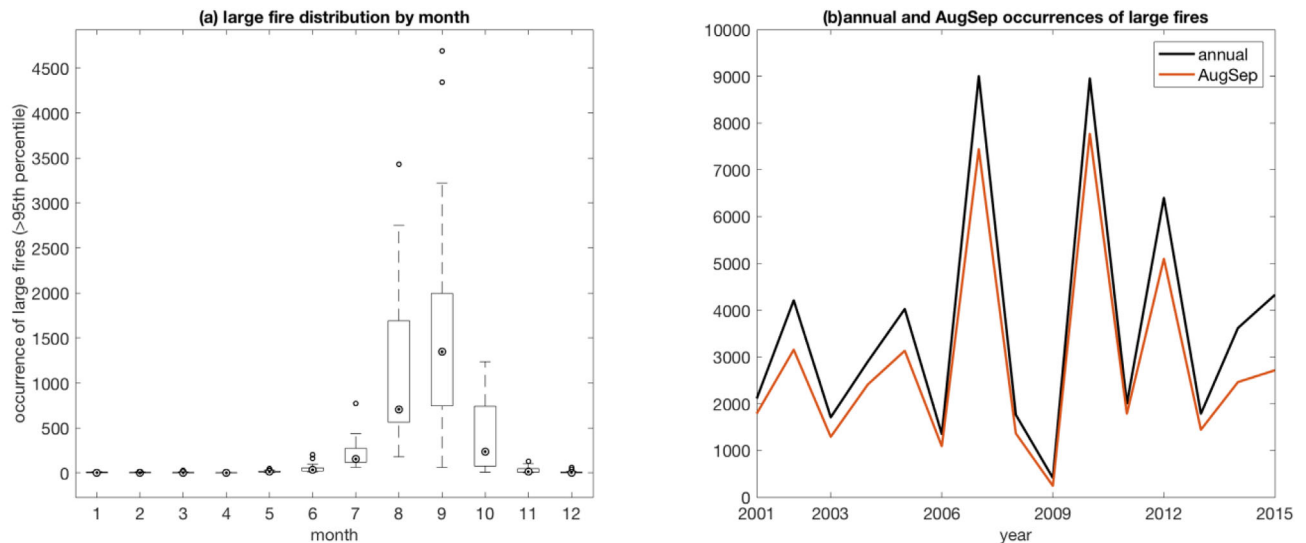 (a) large fire distribution by month
occurrence of large fires (>95th percentile)
4500
4000
3500
3000
2500
2000
1500
1000
500
0
1 2 3 4 5 6 7 8 9 10 11 12
month
(b)annual and AugSep occurrences of large fires
10000
9000
8000
7000
6000
5000
4000
3000
2000
1000
0
annual
AugSep
2001 2003 2006 2009 2012 2015
year